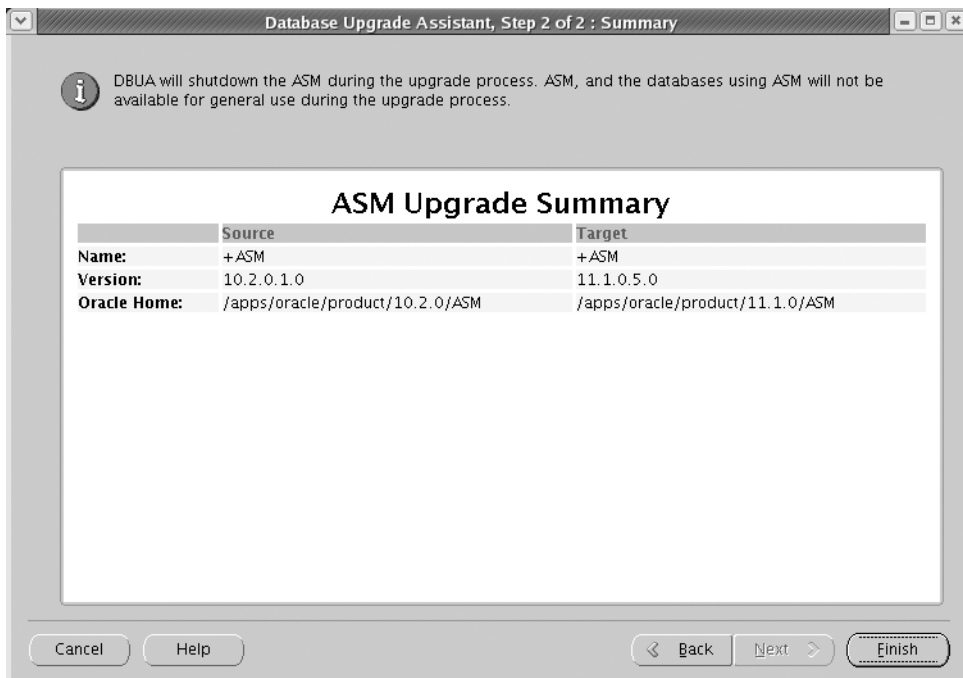 Database Upgrade Assistant, Step 2 of 2 : Summary
DBUA will shutdown the ASM during the upgrade process. ASM, and the databases using ASM will not be
available for general use during the upgrade process.
ASM Upgrade Summary
Source Target
Name: +ASM +ASM
Version: 10.2.0.1.0 11.1.0.5.0
Oracle Home: /apps/oracle/product/10.2.0/ASM /apps/oracle/product/11.1.0/ASM
Cancel Help Back Next Finish